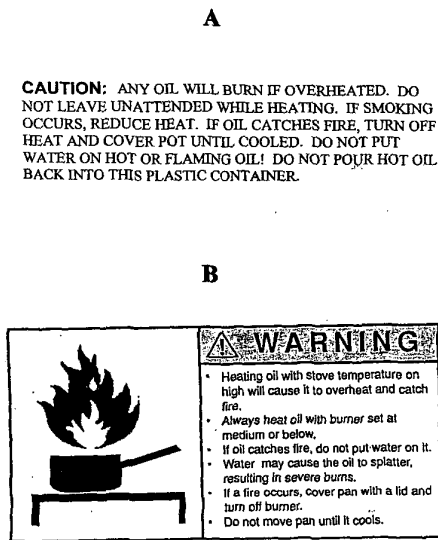 A
CAUTION: ANY OIL WILL BURN IF OVERHEATED. DO
NOT LEAVE UNATTENDED WHILE HEATING. IF SMOKING
OCCURS, REDUCE HEAT. IF OIL CATCHES FIRE, TURN OFF
HEAT AND COVER POT UNTIL COOLED. DO NOT PUT
WATER ON HOT OR FLAMING OIL! DO NOT POUR HOT OIL
BACK INTO THIS PLASTIC CONTAINER.
B
WARNING
• Heating oil with stove temperature on
high will cause it to overheat and catch
fire.
• Always heat oil with burner set at
medium or below.
• If oil catches fire, do not put water on it.
• Water may cause the oil to splatter,
resulting in severe burns.
• If a fire occurs, cover pan with a lid and
turn off burner.
• Do not move pan until it cools.